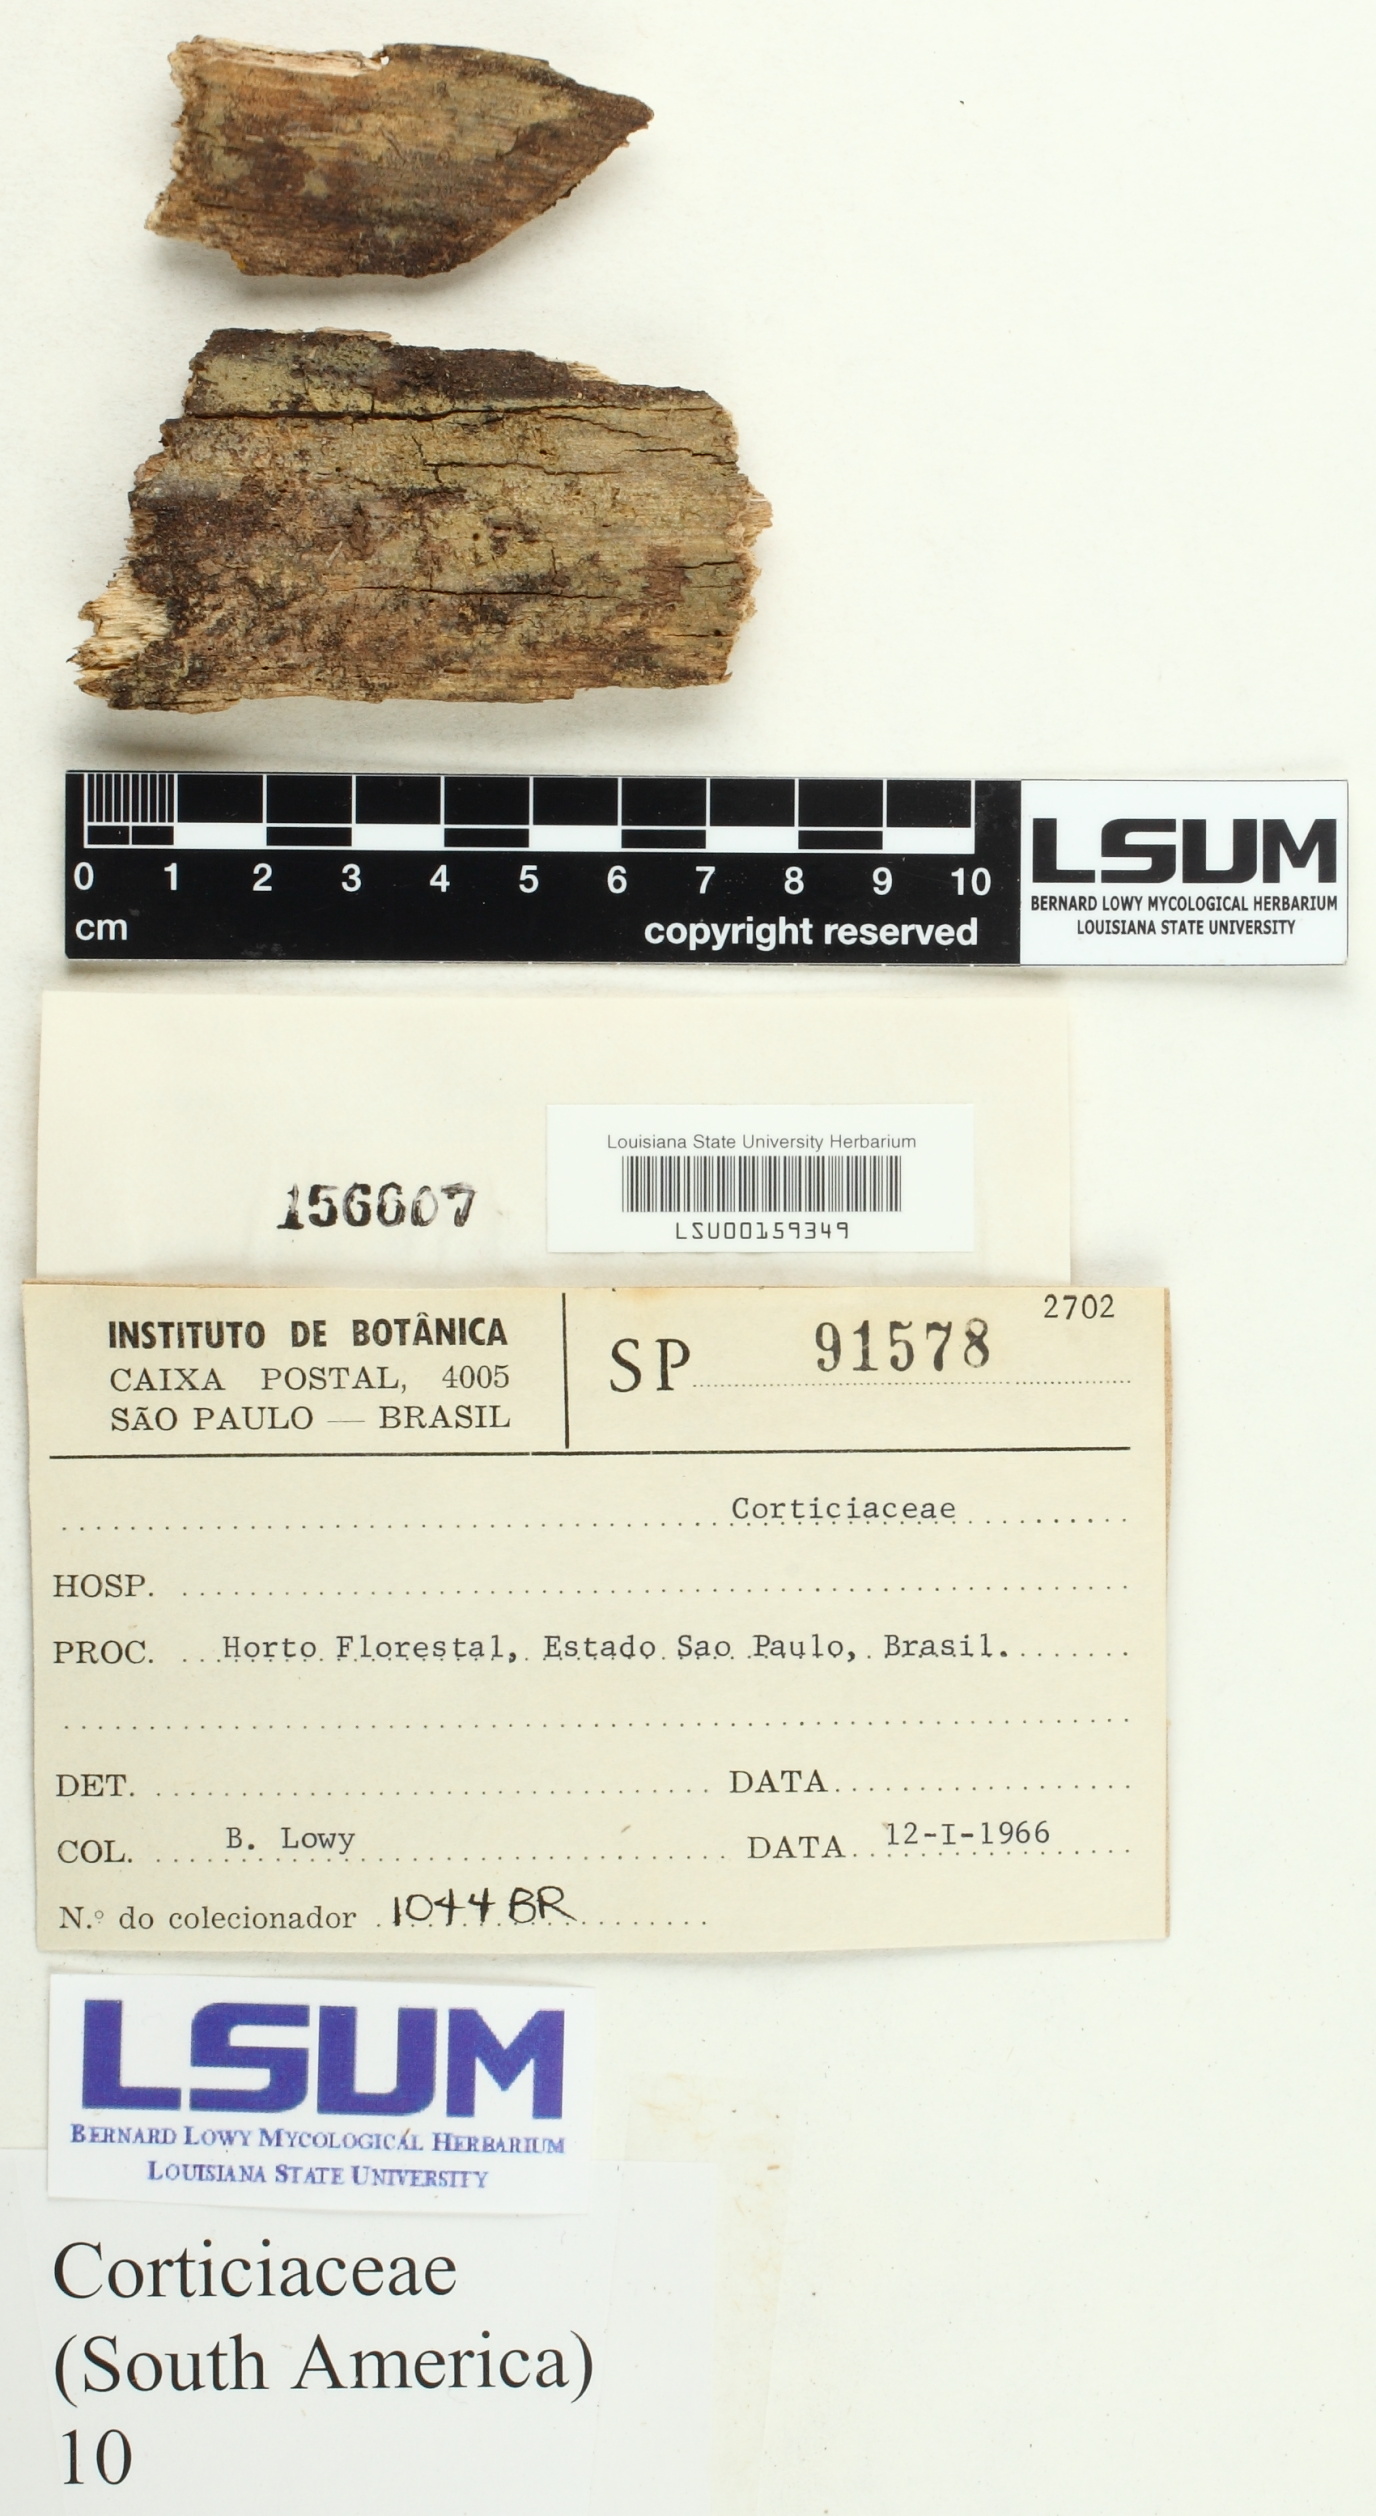 0 1 2 3 4 5 6 7 8 9 10
cm copyright reserved
LSUM
BERNARD LOWY MYCOLOGICAL HERBARIUM
LOUISIANA STATE UNIVERSITY
Louisiana State University Herbarium
LSU00159349
156607
INSTITUTO DE BOTÂNICA
CAIXA POSTAL, 4005
SÃO PAULO — BRASIL
2702
SP 91578
Corticiaceae
HOSP.
PROC. Horto Florestal, Estado Sao Paulo, Brasil.
DET. DATA
COL. B. Lowy DATA 12-I-1966
N.º do colecionador 1044 BR
LSUM
BERNARD LOWY MYCOLOGICAL HERBARIUM
LOUISIANA STATE UNIVERSITY
Corticiaceae
(South America)
10